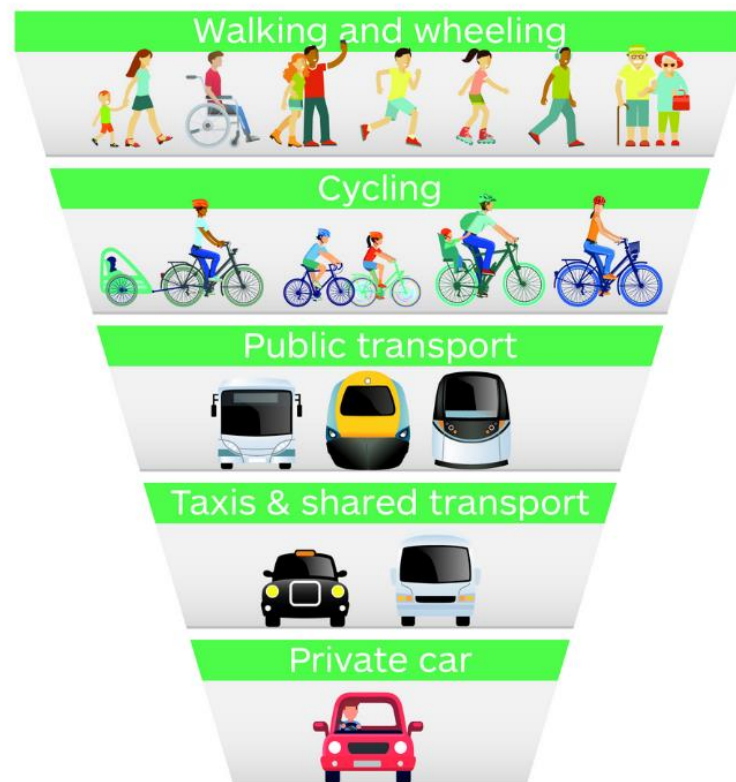 Walking and wheeling
Cycling
Public transport
Taxis & shared transport
Private car